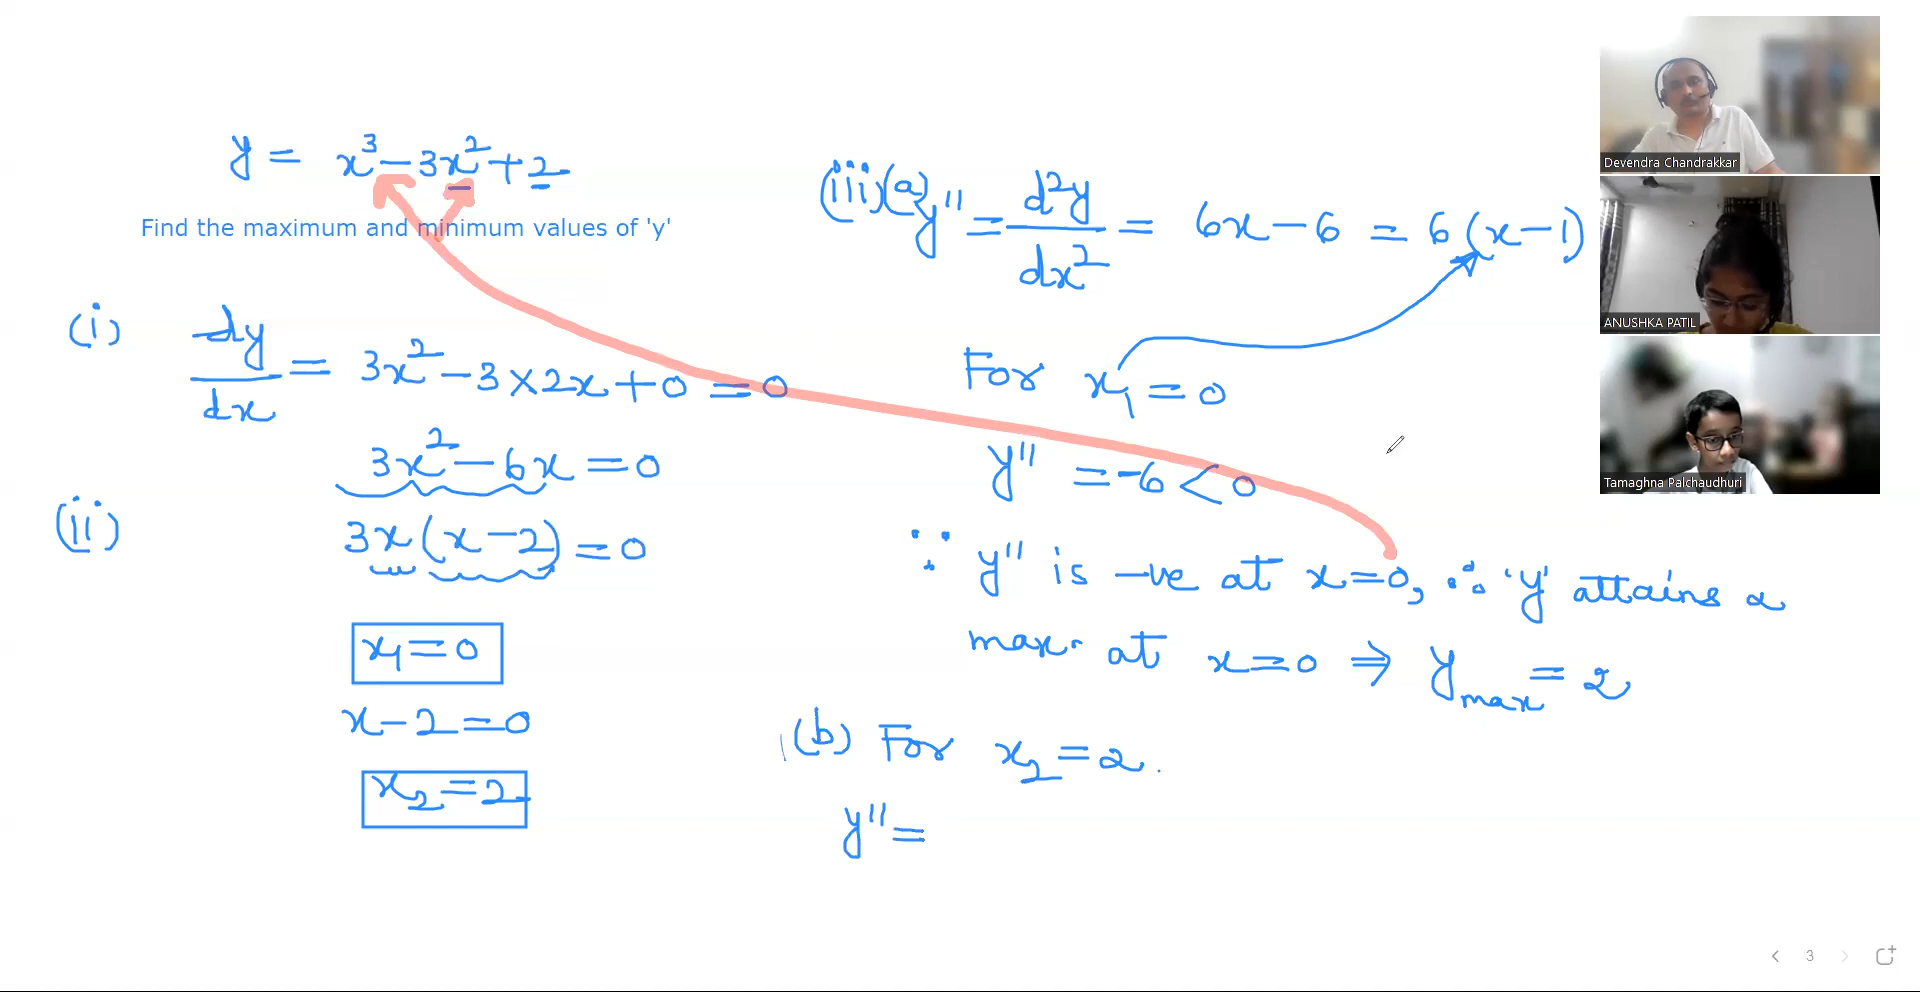 y = x³ - 3x² + 2
Find the maximum and minimum values of 'y'
(i) dy/dx = 3x² - 3 × 2x + 0 = 0
3x² - 6x = 0
(ii) 3x (x - 2) = 0
x₁ = 0
x - 2 = 0
x₂ = 2
(iii) (a) y'' = d²y/dx² = 6x - 6 = 6 (x - 1)
For x₁ = 0
y'' = -6 < 0
∵ y'' is -ve at x = 0, ∴ 'y' attains a
max. at x = 0 ⇒ y max = 2
(b) For x₂ = 2.
y'' =
Devendra Chandrakkar
ANUSHKA PATIL
Tamaghna Palchaudhuri
3